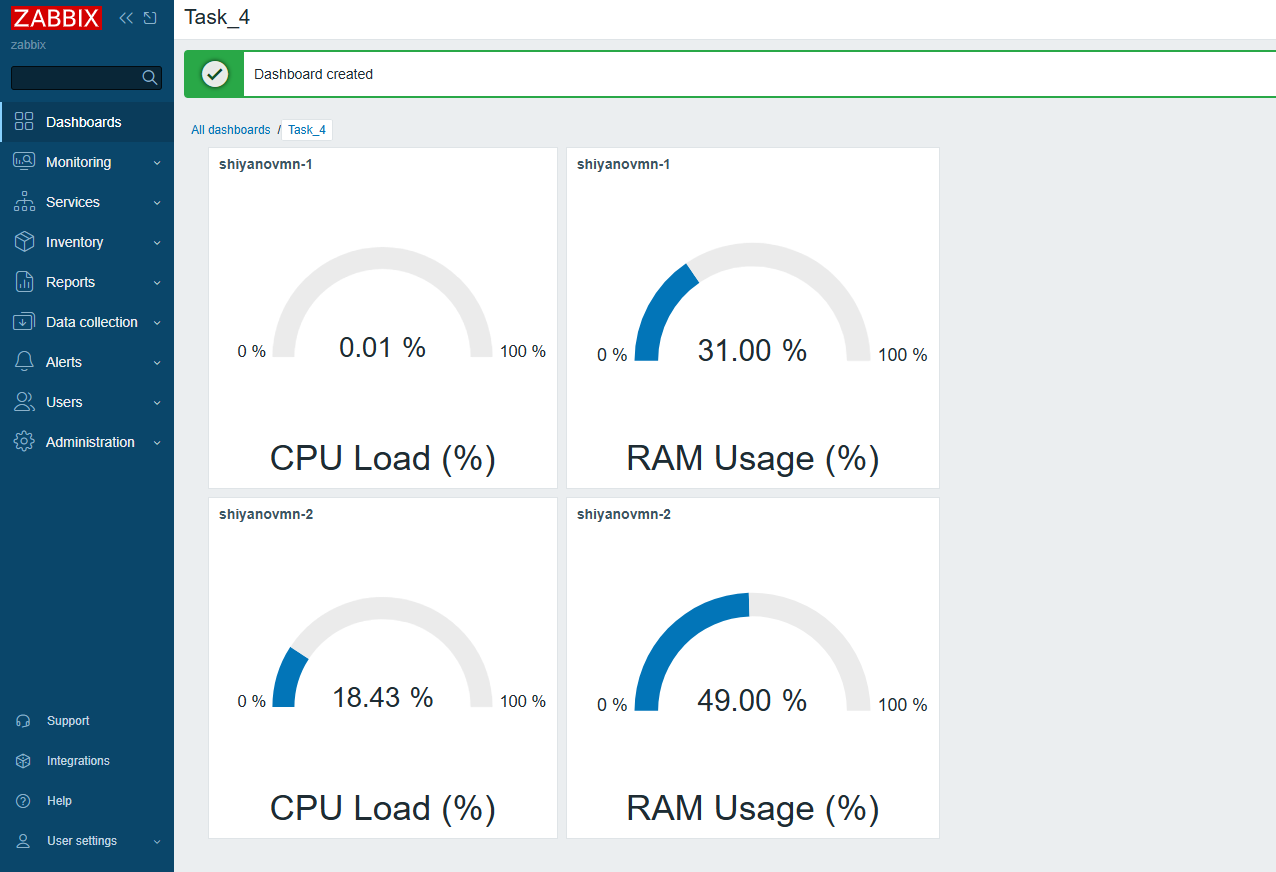 ZABBIX
zabbix
Dashboards
Monitoring
Services
Inventory
Reports
Data collection
Alerts
Users
Administration
Support
Integrations
Help
User settings
Task_4
Dashboard created
All dashboards / Task_4
shiyanovmn-1
0 %
0.01 %
100 %
CPU Load (%)
shiyanovmn-1
0 %
31.00 %
100 %
RAM Usage (%)
shiyanovmn-2
0 %
18.43 %
100 %
CPU Load (%)
shiyanovmn-2
0 %
49.00 %
100 %
RAM Usage (%)